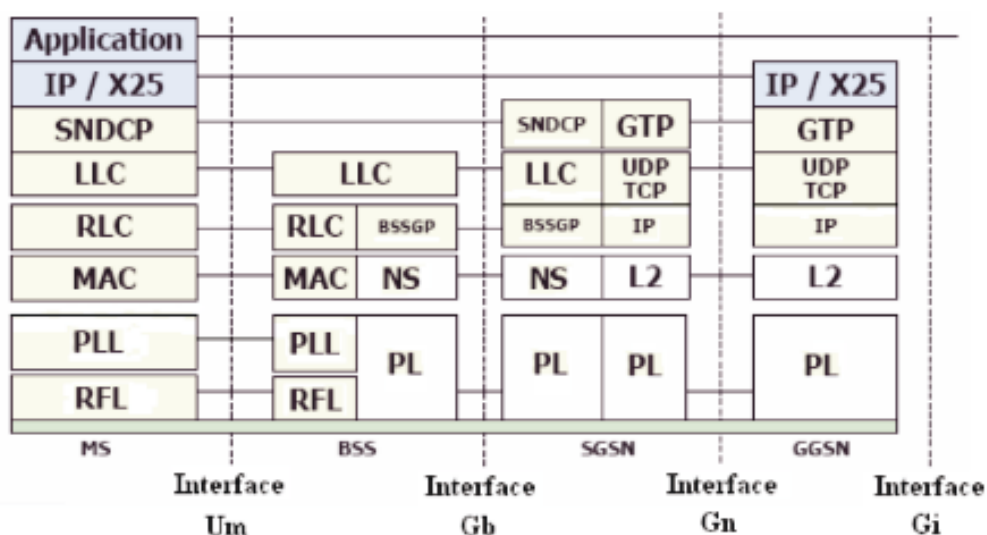 Application
IP / X25 IP / X25
SNDCP SNDCP GTP GTP
LLC LLC LLC UDP TCP UDP TCP
RLC RLC BSSGP BSSGP IP IP
MAC MAC NS NS L2 L2
PLL PLL PL PL PL PL
RFL RFL
MS BSS SGSN GGSN
Interface Interface Interface Interface
Um Gb Gn Gi